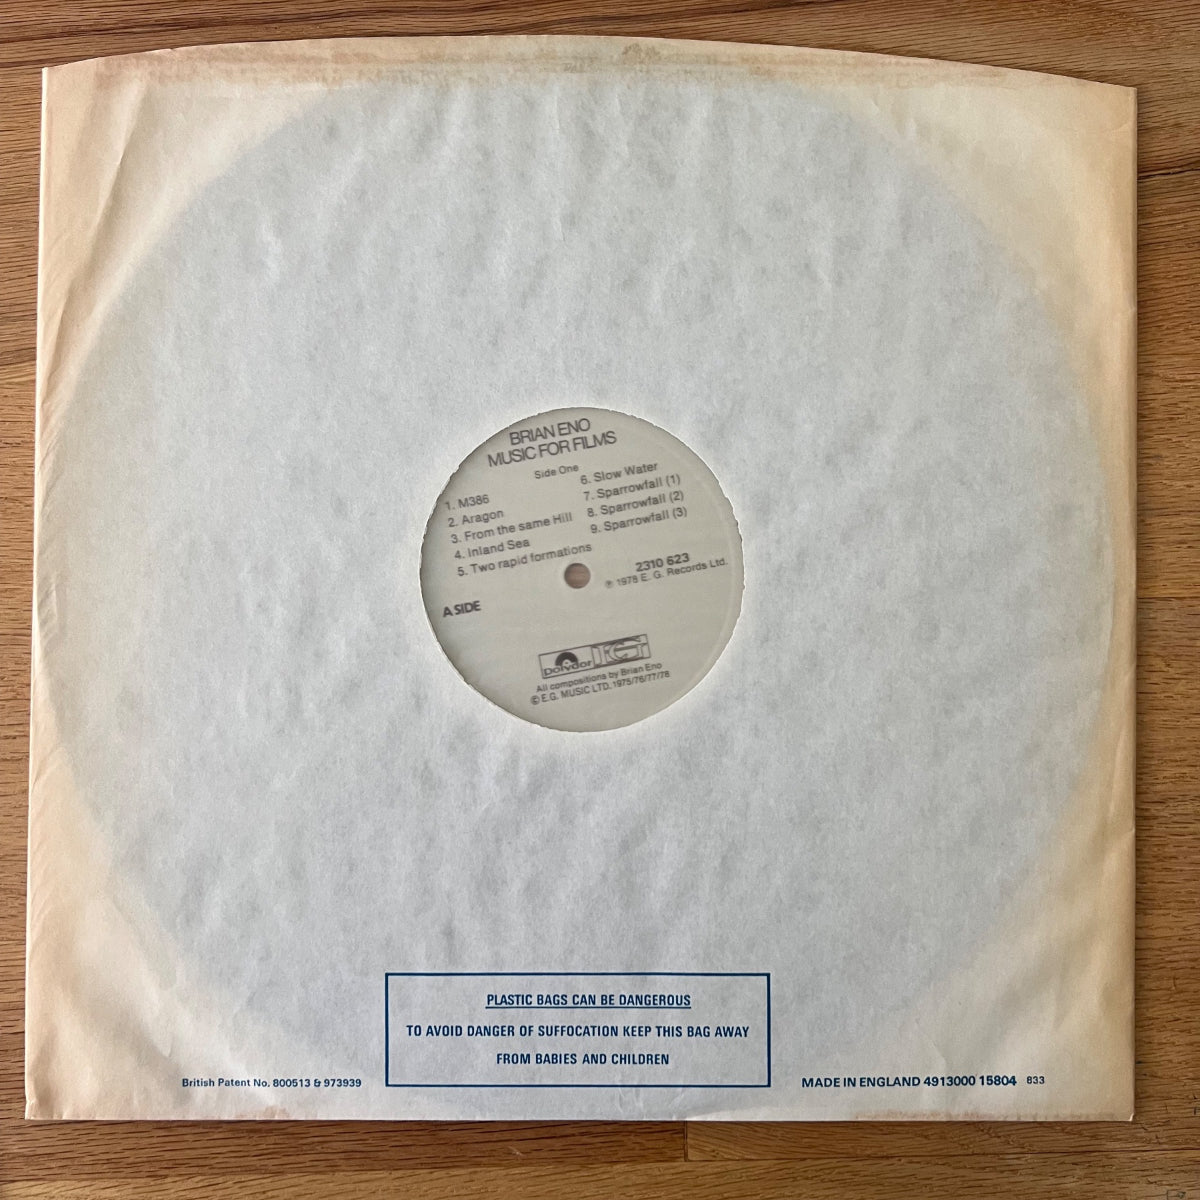 BRIAN ENO
MUSIC FOR FILMS
Side One
1. M386
2. Aragon
3. From the same Hill
4. Inland Sea
5. Two rapid formations
6. Slow Water
7. Sparrowfall (1)
8. Sparrowfall (2)
9. Sparrowfall (3)
2310 623
℗ 1978 E. G. Records Ltd.
A SIDE
polydor EG
All compositions by Brian Eno
© E.G. MUSIC LTD. 1975/76/77/78
PLASTIC BAGS CAN BE DANGEROUS
TO AVOID DANGER OF SUFFOCATION KEEP THIS BAG AWAY
FROM BABIES AND CHILDREN
British Patent No. 800513 & 973939
MADE IN ENGLAND 4913000 15804 833